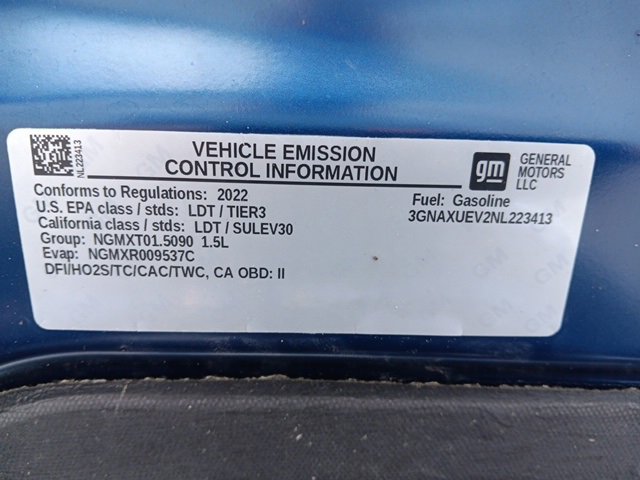 NL223413
VEHICLE EMISSION
CONTROL INFORMATION
gm
GENERAL
MOTORS
LLC
Conforms to Regulations: 2022
U.S. EPA class / stds: LDT / TIER3
California class / stds: LDT / SULEV30
Group: NGMXT01.5090 1.5L
Evap: NGMXR009537C
DFI/HO2S/TC/CAC/TWC, CA OBD: II
Fuel: Gasoline
3GNAXUEV2NL223413